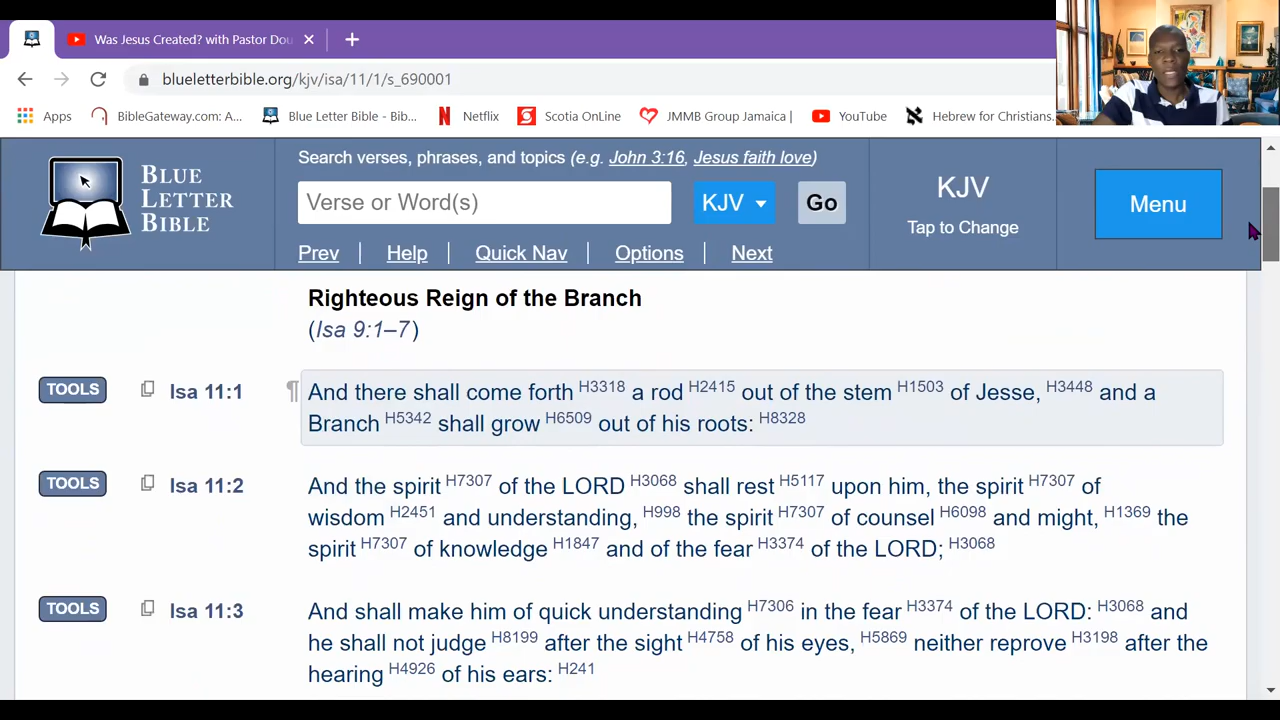 Was Jesus Created? with Pastor Dou
blueletterbible.org/kjv/isa/11/1/s_690001
Apps BibleGateway.com: A... Blue Letter Bible - Bib... Netflix Scotia OnLine JMMB Group Jamaica | YouTube Hebrew for Christians.
BLUE
LETTER
BIBLE
Search verses, phrases, and topics (e.g. John 3:16, Jesus faith love)
Verse or Word(s) KJV Go
Prev | Help | Quick Nav | Options | Next
KJV
Tap to Change
Menu
Righteous Reign of the Branch
(Isa 9:1–7)
TOOLS Isa 11:1 ¶ And there shall come forth H3318 a rod H2415 out of the stem H1503 of Jesse, H3448 and a
Branch H5342 shall grow H6509 out of his roots: H8328
TOOLS Isa 11:2 And the spirit H7307 of the LORD H3068 shall rest H5117 upon him, the spirit H7307 of
wisdom H2451 and understanding, H998 the spirit H7307 of counsel H6098 and might, H1369 the
spirit H7307 of knowledge H1847 and of the fear H3374 of the LORD; H3068
TOOLS Isa 11:3 And shall make him of quick understanding H7306 in the fear H3374 of the LORD: H3068 and
he shall not judge H8199 after the sight H4758 of his eyes, H5869 neither reprove H3198 after the
hearing H4926 of his ears: H241